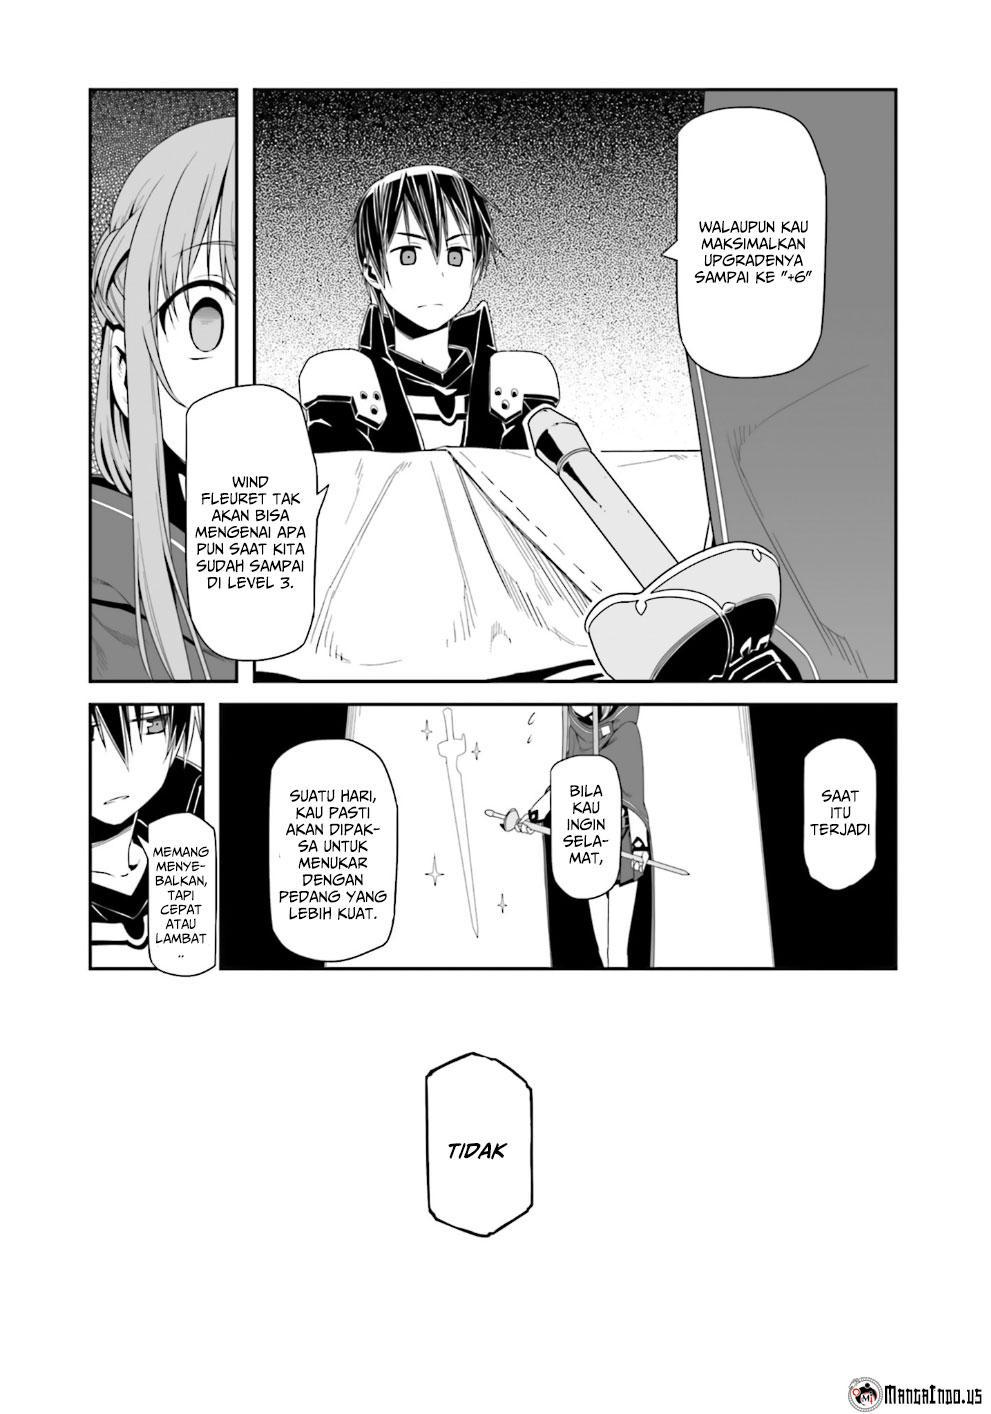 WALAUPUN KAU
MAKSIMALKAN
UPGRADENYA
SAMPAI KE "+6"
WIND
FLEURET TAK
AKAN BISA
MENGENAI APA
PUN SAAT KITA
SUDAH SAMPAI
DI LEVEL 3.
SAAT
ITU
TERJADI
BILA
KAU
INGIN
SELA-
MAT,
SUATU HARI,
KAU PASTI
AKAN DIPAK-
SA UNTUK
MENUKAR
DENGAN
PEDANG YANG
LEBIH KUAT.
MEMANG
MENYE-
BALKAN,
TAPI
CEPAT
ATAU
LAMBAT
..
TIDAK
MANGAINDO.US